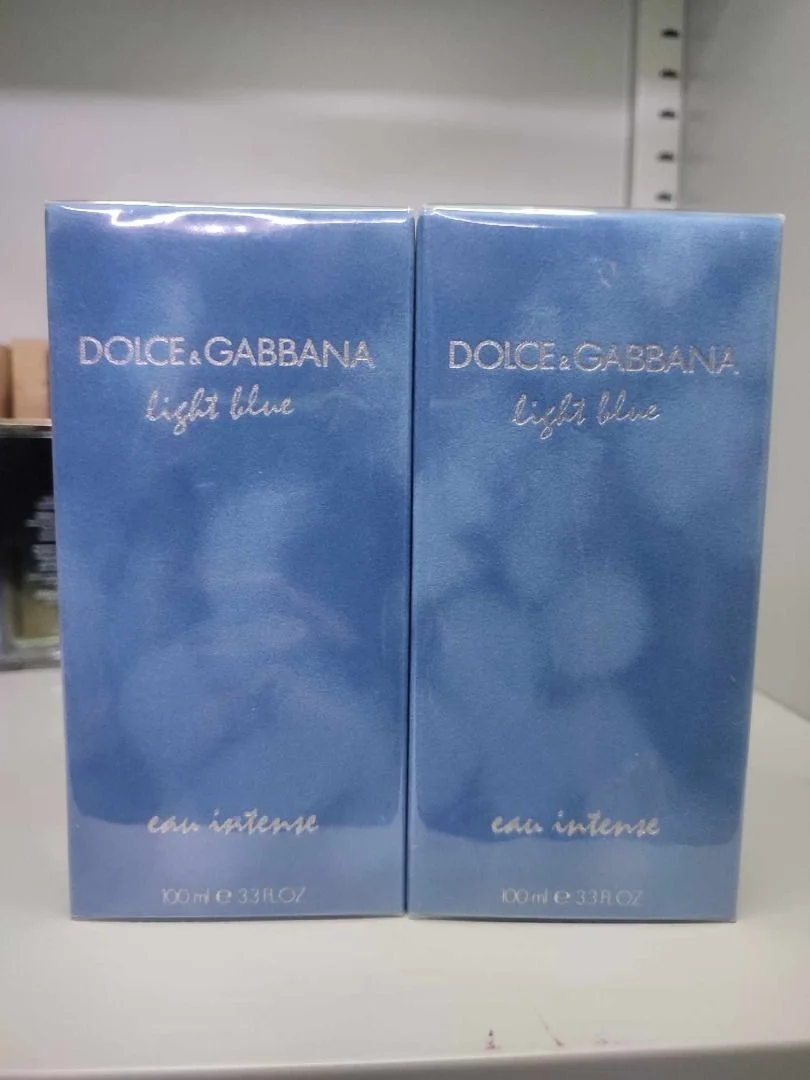 DOLCE & GABBANA
light blue
eau intense
100 ml e 3.3 FL.OZ
DOLCE & GABBANA
light blue
eau intense
100 ml e 3.3 FL.OZ